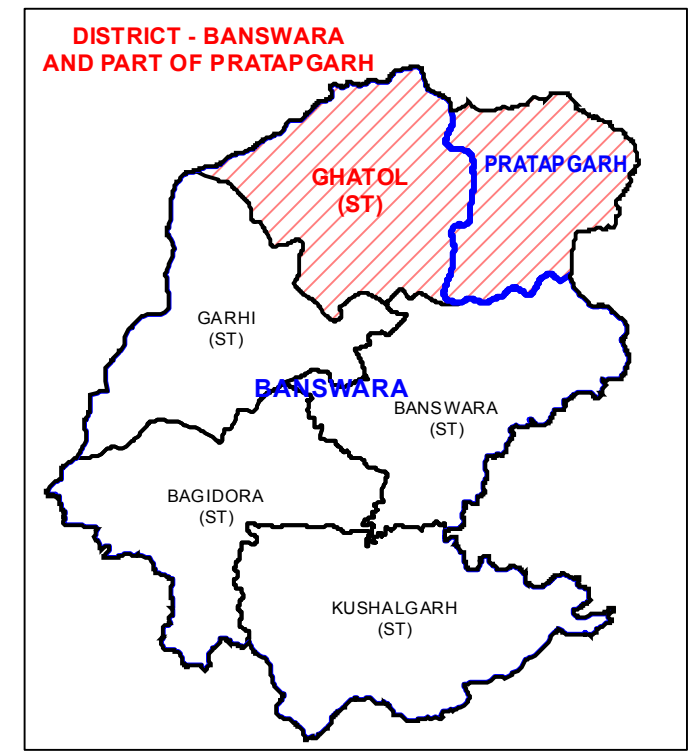 DISTRICT - BANSWARA
AND PART OF PRATAPGARH
GHATOL
(ST)
PRATAPGARH
GARHI
(ST)
BANSWARA
BANSWARA
(ST)
BAGIDORA
(ST)
KUSHALGARH
(ST)